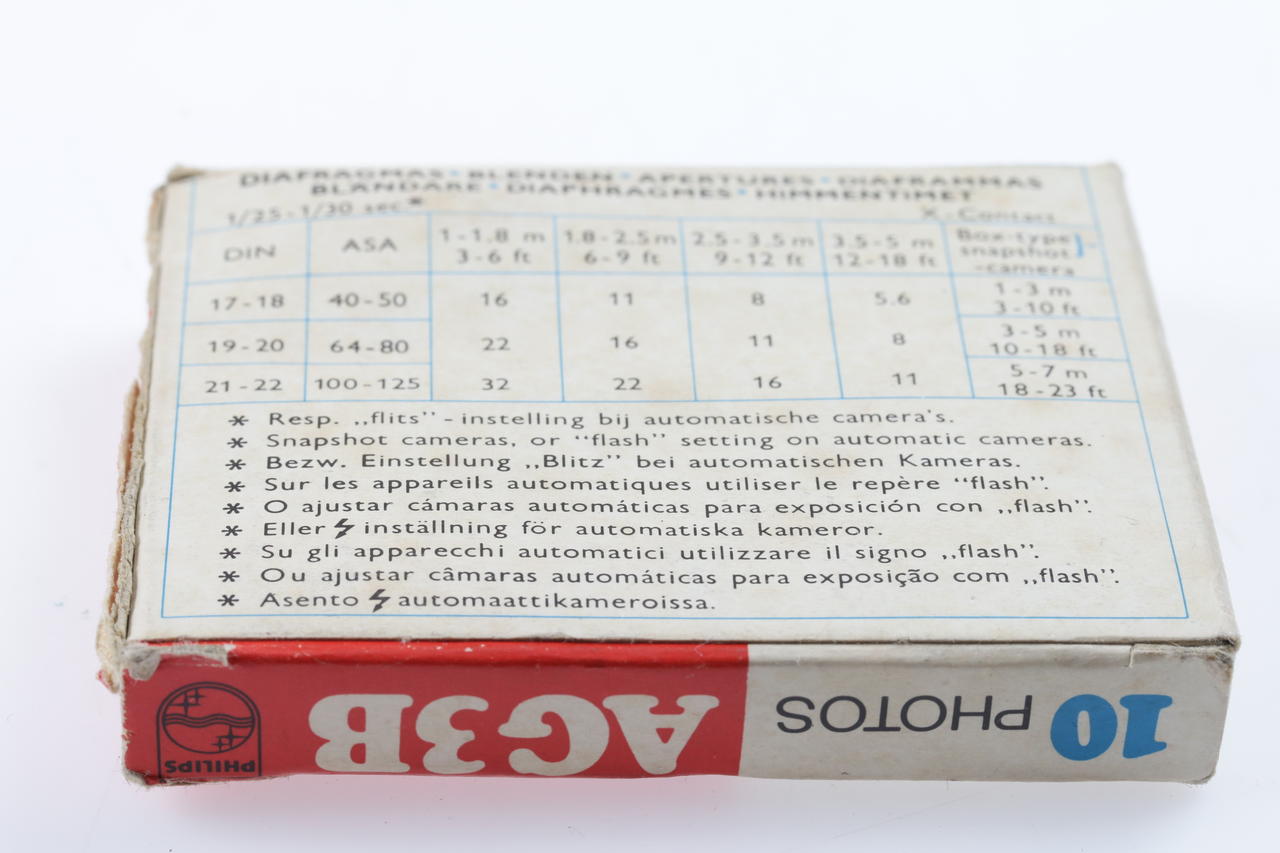 DIAFRAGMAS • BLENDEN • APERTURES • DIAFRAMMAS
BLÄNDARE • DIAPHRAGMES • HIMMENTIMET
1/25 - 1/30 sec* X - Contact
DIN ASA 1 - 1,8 m 1.8 - 2.5 m 2.5 - 3.5 m 3.5 - 5 m Box-type
3 - 6 ft 6 - 9 ft 9 - 12 ft 12 - 18 ft snapshot
-camera
17 - 18 40 - 50 16 11 8 5.6 1 - 3 m
3 - 10 ft
19 - 20 64 - 80 22 16 11 8 3 - 5 m
10 - 18 ft
21 - 22 100 - 125 32 22 16 11 5 - 7 m
18 - 23 ft
* Resp. ,,flits” - instelling bij automatische camera's.
* Snapshot cameras, or “flash” setting on automatic cameras.
* Bezw. Einstellung ,,Blitz” bei automatischen Kameras.
* Sur les appareils automatiques utiliser le repère “flash”.
* O ajustar cámaras automáticas para exposición con ,,flash”.
* Eller ϟ inställning för automatiska kameror.
* Su gli apparecchi automatici utilizzare il signo ,,flash”.
* Ou ajustar câmaras automáticas para exposição com ,,flash”.
* Asento ϟ automaattikameroissa.
10 PHOTOS AG3B PHILIPS